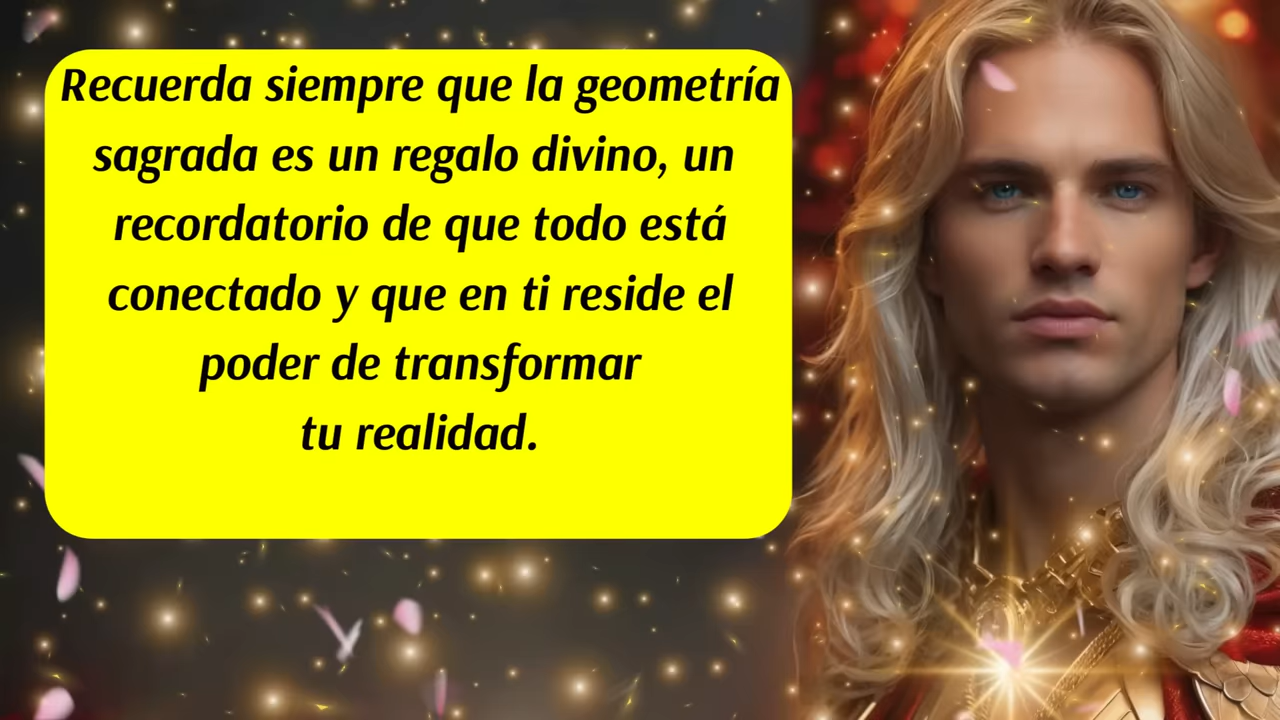 Recuerda siempre que la geometría
sagrada es un regalo divino, un
recordatorio de que todo está
conectado y que en ti reside el
poder de transformar
tu realidad.